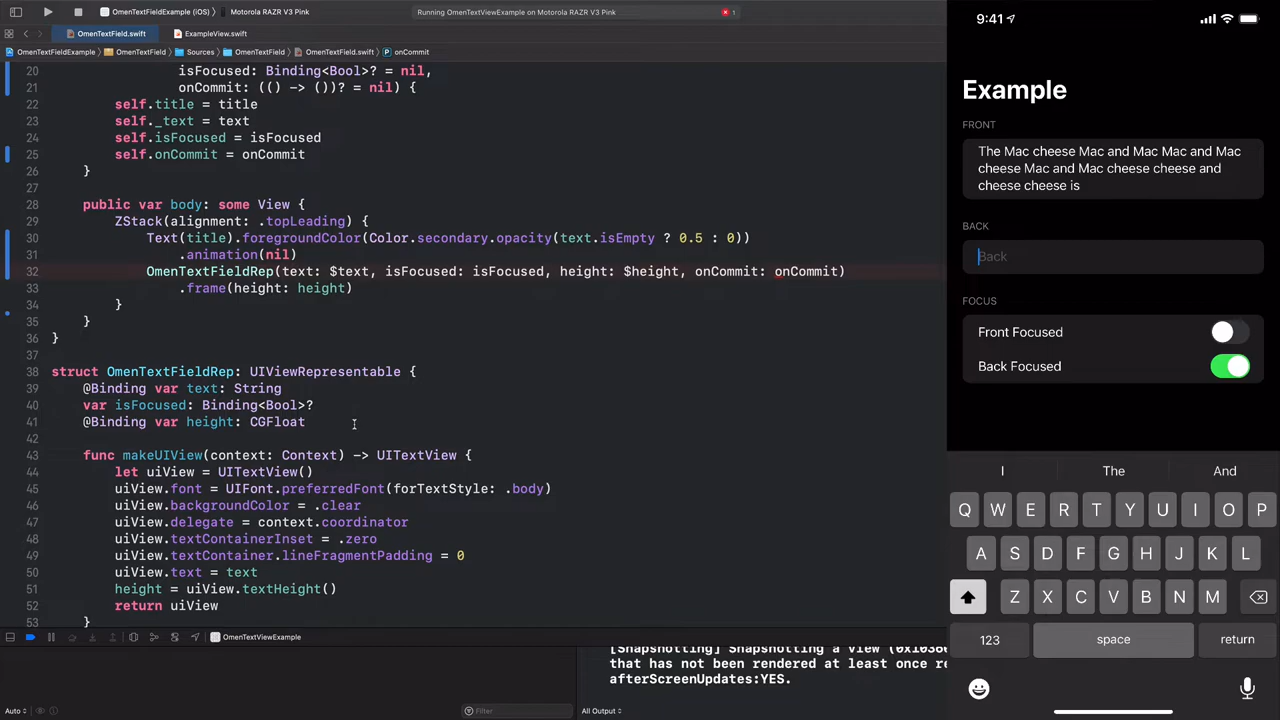 OmenTextFieldExample (iOS)
Motorola RAZR V3 Pink
Running OmenTextViewExample on Motorola RAZR V3 Pink
1
OmenTextField.swift
ExampleView.swift
OmenTextFieldExample
OmenTextField
Sources
OmenTextField
OmenTextField.swift
P
onCommit
20 isFocused: Binding<Bool>? = nil,
21 onCommit: (() -> ())? = nil) {
22 self.title = title
23 self._text = text
24 self.isFocused = isFocused
25 self.onCommit = onCommit
26 }
27
28 public var body: some View {
29 ZStack(alignment: .topLeading) {
30 Text(title).foregroundColor(Color.secondary.opacity(text.isEmpty ? 0.5 : 0))
31 .animation(nil)
32 OmenTextFieldRep(text: $text, isFocused: isFocused, height: $height, onCommit: onCommit)
33 .frame(height: height)
34 }
35 }
36 }
37
38 struct OmenTextFieldRep: UIViewRepresentable {
39 @Binding var text: String
40 var isFocused: Binding<Bool>?
41 @Binding var height: CGFloat
42
43 func makeUIView(context: Context) -> UITextView {
44 let uiView = UITextView()
45 uiView.font = UIFont.preferredFont(forTextStyle: .body)
46 uiView.backgroundColor = .clear
47 uiView.delegate = context.coordinator
48 uiView.textContainerInset = .zero
49 uiView.textContainer.lineFragmentPadding = 0
50 uiView.text = text
51 height = uiView.textHeight()
52 return uiView
53 }
OmenTextViewExample
[Snapshotting] Snapshotting a view (0x1036
that has not been rendered at least once re
afterScreenUpdates:YES.
Auto
Filter
All Output
9:41
Example
FRONT
The Mac cheese Mac and Mac Mac and Mac
cheese Mac and Mac cheese cheese and
cheese cheese is
BACK
Back
FOCUS
Front Focused
Back Focused
I The And
Q W E R T Y U I O P
A S D F G H J K L
Z X C V B N M
123 space return